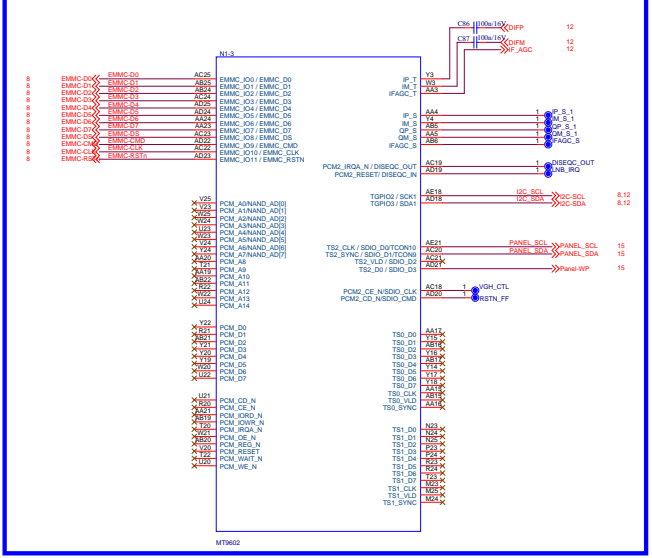 C86 100n/16V DIFP 12
C87 100n/16V DIFM 12
IF_AGC 12
N1-3
8 EMMC-D0 EMMC-D0 AC25 EMMC_IO0 / EMMC_D0
8 EMMC-D1 EMMC-D1 AB25 EMMC_IO1 / EMMC_D1
8 EMMC-D2 EMMC-D2 AB24 EMMC_IO2 / EMMC_D2
8 EMMC-D3 EMMC-D3 AC24 EMMC_IO3 / EMMC_D3
8 EMMC-D4 EMMC-D4 AD25 EMMC_IO4 / EMMC_D4
8 EMMC-D5 EMMC-D5 AD24 EMMC_IO5 / EMMC_D5
8 EMMC-D6 EMMC-D6 AA24 EMMC_IO6 / EMMC_D6
8 EMMC-D7 EMMC-D7 AA23 EMMC_IO7 / EMMC_D7
8 EMMC-DS EMMC-DS AC23 EMMC_IO8 / EMMC_DS
8 EMMC-CMD EMMC-CMD AD22 EMMC_IO9 / EMMC_CMD
8 EMMC-CLK EMMC-CLK AC22 EMMC_IO10 / EMMC_CLK
8 EMMC-RSTn EMMC-RSTn AD23 EMMC_IO11 / EMMC_RSTN
IP_T Y3
IM_T W3
IFAGC_T AA3
IP_S AA4 1 IP_S_1
IM_S Y4 1 IM_S_1
QP_S AB5 1 QP_S_1
QM_S AA5 1 QM_S_1
IFAGC_S AB6 1 IFAGC_S
PCM2_IRQA_N / DISEQC_OUT AC19 1 DISEQC_OUT
PCM2_RESET/ DISEQC_IN AD19 1 LNB_IRQ
TGPIO2 / SCK1 AE18 I2C_SCL I2C-SCL 8,12
TGPIO3 / SDA1 AD18 I2C_SDA I2C-SDA 8,12
V25 PCM_A0/NAND_AD[0]
V23 PCM_A1/NAND_AD[1]
W25 PCM_A2/NAND_AD[2]
W24 PCM_A3/NAND_AD[3]
U23 PCM_A4/NAND_AD[4]
W23 PCM_A5/NAND_AD[5]
V24 PCM_A6/NAND_AD[6]
Y24 PCM_A7/NAND_AD[7]
AA20 PCM_A8
T21 PCM_A9
AA19 PCM_A10
AB22 PCM_A11
R22 PCM_A12
W22 PCM_A13
U24 PCM_A14
TS2_CLK / SDIO_D0/TCON10 AE21 PANEL_SCL PANEL_SCL 15
TS2_SYNC / SDIO_D1/TCON9 AC20 PANEL_SDA PANEL_SDA 15
TS2_VLD / SDIO_D2 AC21
TS2_D0 / SDIO_D3 AD21 Panel-WP 15
PCM2_CE_N/SDIO_CLK AC18 1 VGH_CTL
PCM2_CD_N/SDIO_CMD AD20 1 RSTN_FF
Y22 PCM_D0
R21 PCM_D1
AB21 PCM_D2
Y21 PCM_D3
Y20 PCM_D4
Y19 PCM_D5
W20 PCM_D6
U22 PCM_D7
TS0_D0 AA17
TS0_D1 Y15
TS0_D2 AB16
TS0_D3 Y16
TS0_D4 AB17
TS0_D5 Y14
TS0_D6 Y17
TS0_D7 Y18
TS0_CLK AA15
TS0_VLD AB15
TS0_SYNC AA16
U21 PCM_CD_N
R20 PCM_CE_N
AA21 PCM_IORD_N
AB19 PCM_IOWR_N
T20 PCM_IRQA_N
W21 PCM_OE_N
AB20 PCM_REG_N
V20 PCM_RESET
T22 PCM_WAIT_N
U20 PCM_WE_N
TS1_D0 N23
TS1_D1 N24
TS1_D2 N25
TS1_D3 P23
TS1_D4 P24
TS1_D5 R23
TS1_D6 R24
TS1_D7 T23
TS1_CLK M23
TS1_VLD M25
TS1_SYNC M24
MT9602